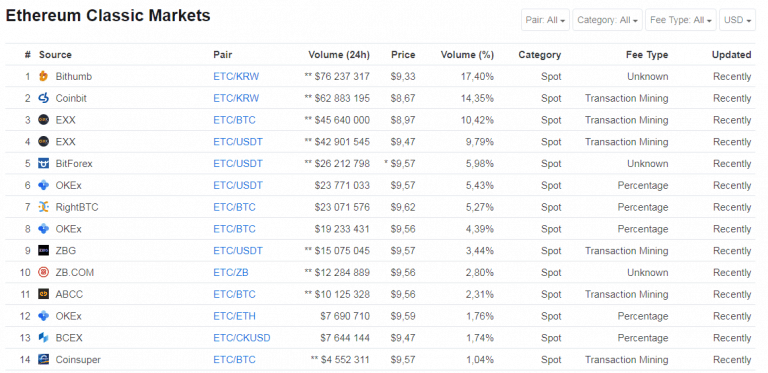 Ethereum Classic Markets
Pair: All Category: All Fee Type: All USD
# Source Pair Volume (24h) Price Volume (%) Category Fee Type Updated
1 Bithumb ETC/KRW ** $76 237 317 $9,33 17,40% Spot Unknown Recently
2 Coinbit ETC/KRW ** $62 883 195 $8,67 14,35% Spot Transaction Mining Recently
3 EXX ETC/BTC ** $45 640 000 $8,97 10,42% Spot Transaction Mining Recently
4 EXX ETC/USDT ** $42 901 545 $9,47 9,79% Spot Transaction Mining Recently
5 BitForex ETC/USDT ** $26 212 798 * $9,57 5,98% Spot Unknown Recently
6 OKEx ETC/USDT $23 771 033 $9,57 5,43% Spot Percentage Recently
7 RightBTC ETC/BTC $23 071 576 $9,62 5,27% Spot Percentage Recently
8 OKEx ETC/BTC $19 233 431 $9,56 4,39% Spot Percentage Recently
9 ZBG ETC/USDT ** $15 075 045 $9,57 3,44% Spot Transaction Mining Recently
10 ZB.COM ETC/ZB ** $12 284 889 $9,56 2,80% Spot Unknown Recently
11 ABCC ETC/BTC ** $10 125 328 $9,56 2,31% Spot Transaction Mining Recently
12 OKEx ETC/ETH $7 690 710 $9,59 1,76% Spot Percentage Recently
13 BCEX ETC/CKUSD $7 644 144 $9,47 1,74% Spot Percentage Recently
14 Coinsuper ETC/BTC ** $4 552 311 $9,57 1,04% Spot Transaction Mining Recently